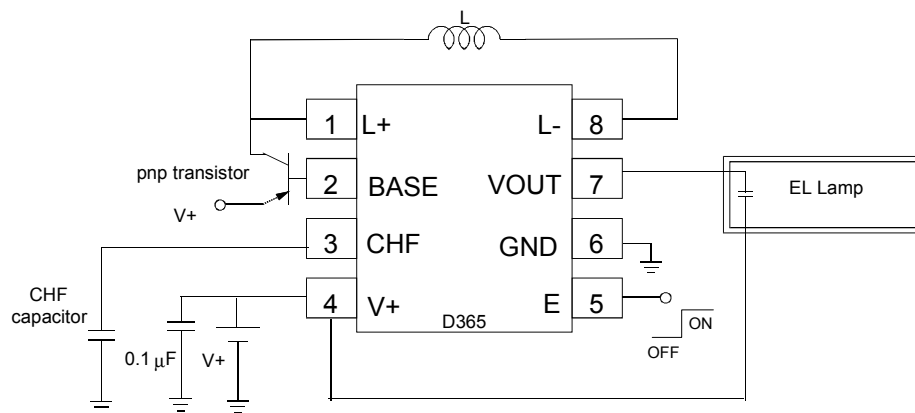 L
1 L+
L- 8
pnp transistor
2 BASE
VOUT 7
EL Lamp
V+
3 CHF
GND 6
CHF
capacitor
4 V+
E 5
D365
ON
OFF
0.1 μF
V+